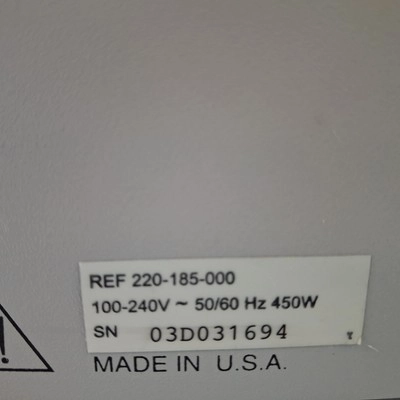 REF 220-185-000
100-240V ~ 50/60 Hz 450W
SN 03D031694
MADE IN U.S.A.